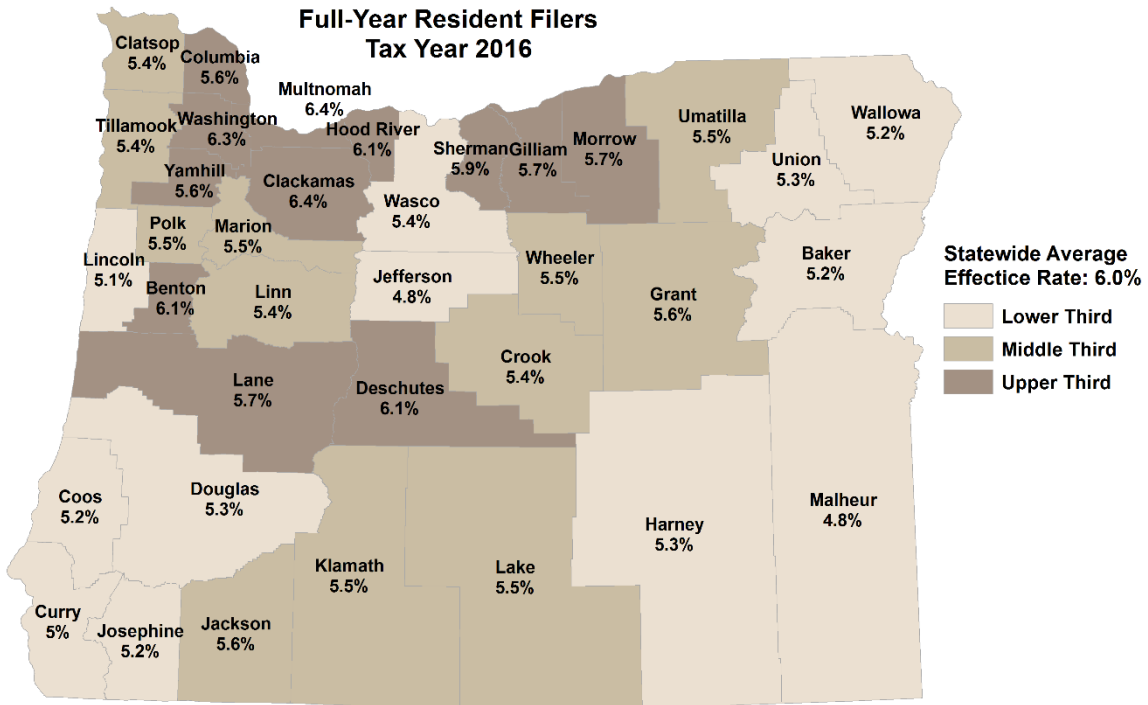 Full-Year Resident Filers
Tax Year 2016
Clatsop
5.4%
Columbia
5.6%
Multnomah
6.4%
Tillamook
5.4%
Washington
6.3%
Hood River
6.1%
Sherman
5.9%
Gilliam
5.7%
Morrow
5.7%
Umatilla
5.5%
Union
5.3%
Wallowa
5.2%
Yamhill
5.6%
Clackamas
6.4%
Wasco
5.4%
Polk
5.5%
Marion
5.5%
Wheeler
5.5%
Baker
5.2%
Lincoln
5.1%
Benton
6.1%
Linn
5.4%
Jefferson
4.8%
Grant
5.6%
Statewide Average
Effectice Rate: 6.0%
Lower Third
Middle Third
Upper Third
Lane
5.7%
Deschutes
6.1%
Crook
5.4%
Coos
5.2%
Douglas
5.3%
Harney
5.3%
Malheur
4.8%
Klamath
5.5%
Lake
5.5%
Curry
5%
Josephine
5.2%
Jackson
5.6%